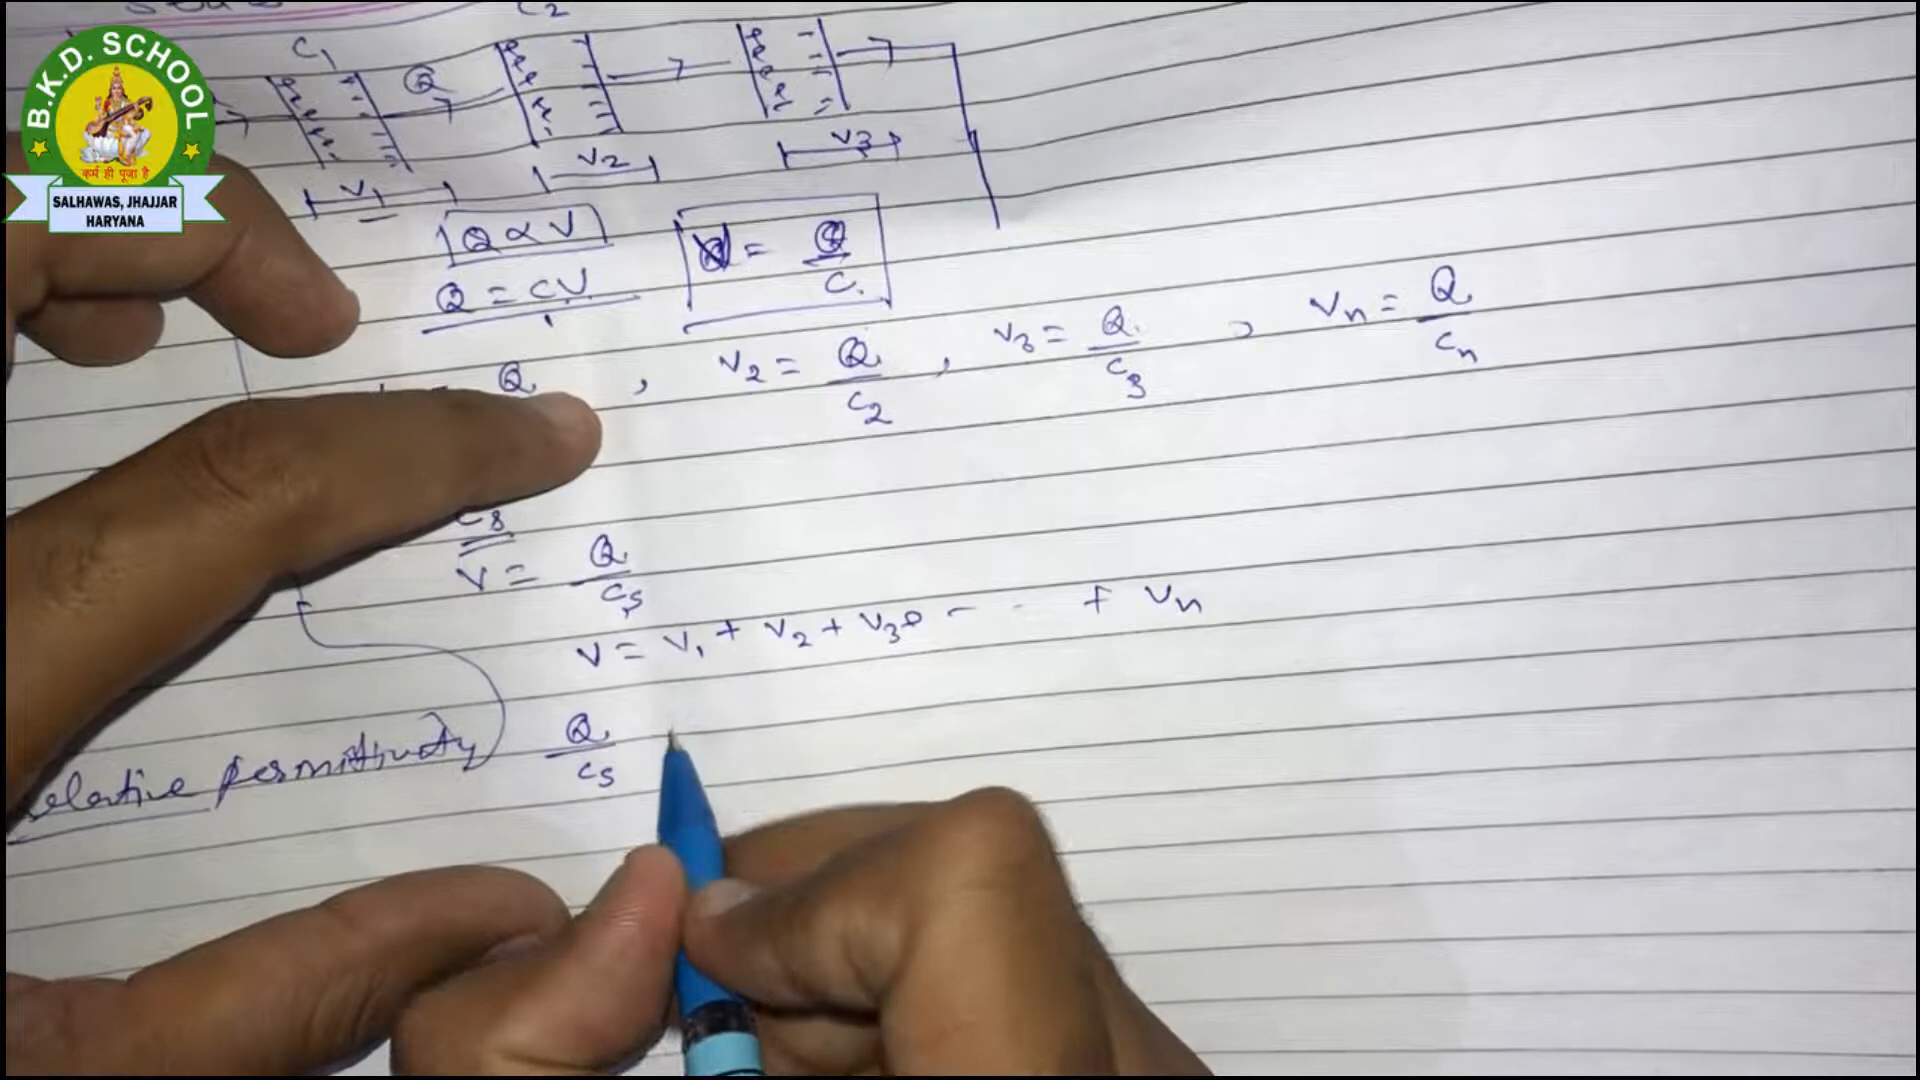 C2
B.K.D. SCHOOL
कर्म ही पूजा है
SALHAWAS, JHAJJAR
HARYANA
C1
Q
V1
V2
V3
Q ∝ V
Q = CV
= Q/C.
Q , V2 = Q/C2 , V3 = Q/C3 , Vn = Q/Cn
Cs
V = Q/Cs
V = V1 + V2 + V3 - - + Vn
Q/Cs
Relative permittivity